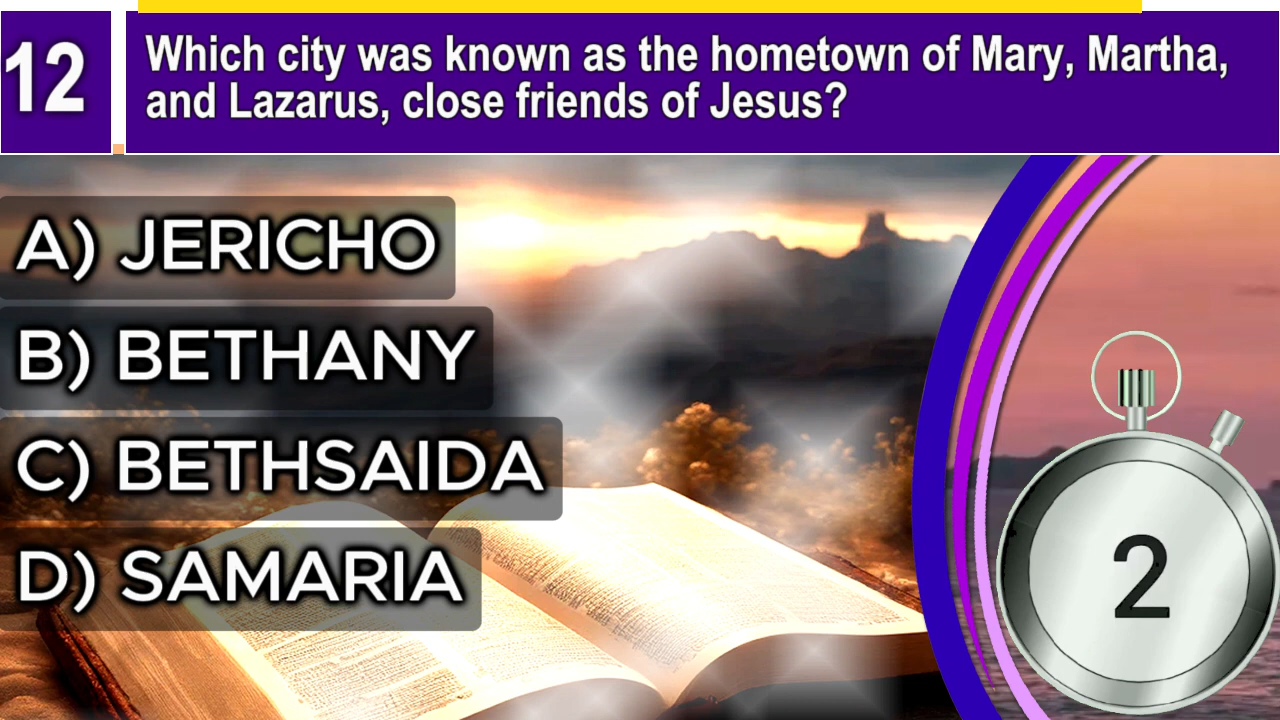 12
Which city was known as the hometown of Mary, Martha,
and Lazarus, close friends of Jesus?
A) JERICHO
B) BETHANY
C) BETHSAIDA
D) SAMARIA
2